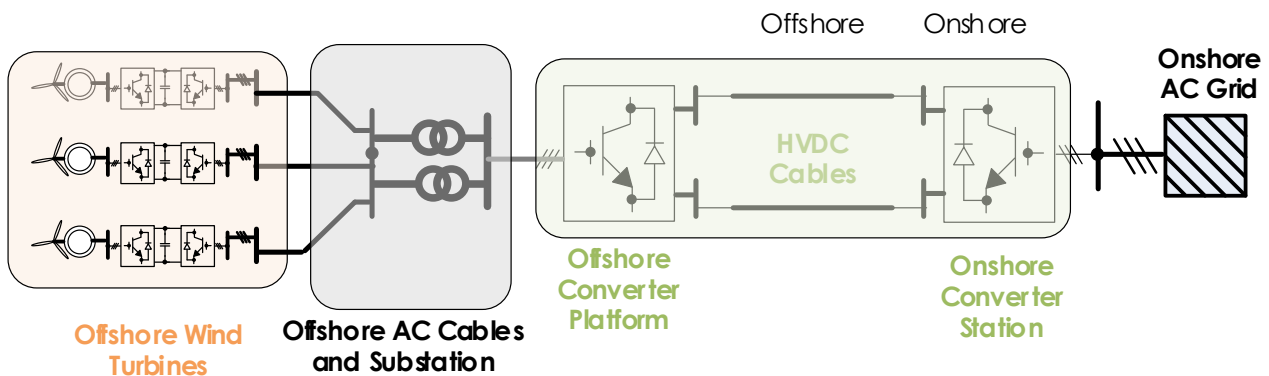 Offshore
Onshore
Onshore
AC Grid
HVDC
Cables
Offshore
Converter
Platform
Onshore
Converter
Station
Offshore Wind
Turbines
Offshore AC Cables
and Substation